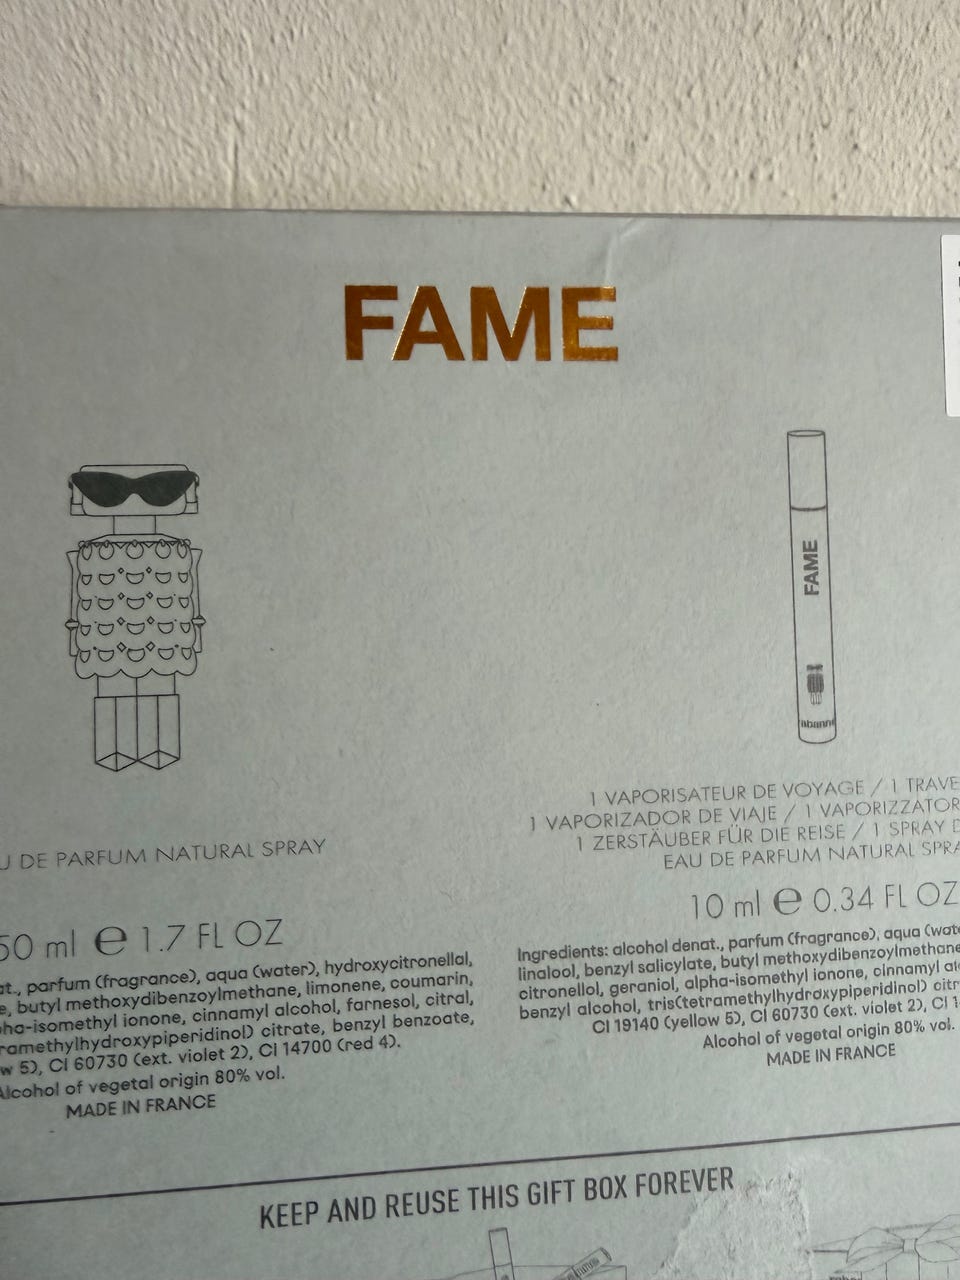 FAME
FAME
abanne
U DE PARFUM NATURAL SPRAY
50 ml e 1.7 FL OZ
at., parfum (fragrance), aqua (water), hydroxycitronellal,
e, butyl methoxydibenzoylmethane, limonene, coumarin,
ha-isomethyl ionone, cinnamyl alcohol, farnesol, citral,
ramethylhydroxypiperidinol) citrate, benzyl benzoate,
w 5), CI 60730 (ext. violet 2), CI 14700 (red 4).
Alcohol of vegetal origin 80% vol.
MADE IN FRANCE
1 VAPORISATEUR DE VOYAGE / 1 TRAVE
1 VAPORIZADOR DE VIAJE / 1 VAPORIZZATOR
1 ZERSTÄUBER FÜR DIE REISE / 1 SPRAY D
EAU DE PARFUM NATURAL SPRA
10 ml e 0.34 FL OZ
Ingredients: alcohol denat., parfum (fragrance), aqua (wate
linalool, benzyl salicylate, butyl methoxydibenzoylmethane
citronellol, geraniol, alpha-isomethyl ionone, cinnamyl al
benzyl alcohol, tris(tetramethylhydroxypiperidinol) citr
CI 19140 (yellow 5), CI 60730 (ext. violet 2), CI 1
Alcohol of vegetal origin 80% vol.
MADE IN FRANCE
KEEP AND REUSE THIS GIFT BOX FOREVER